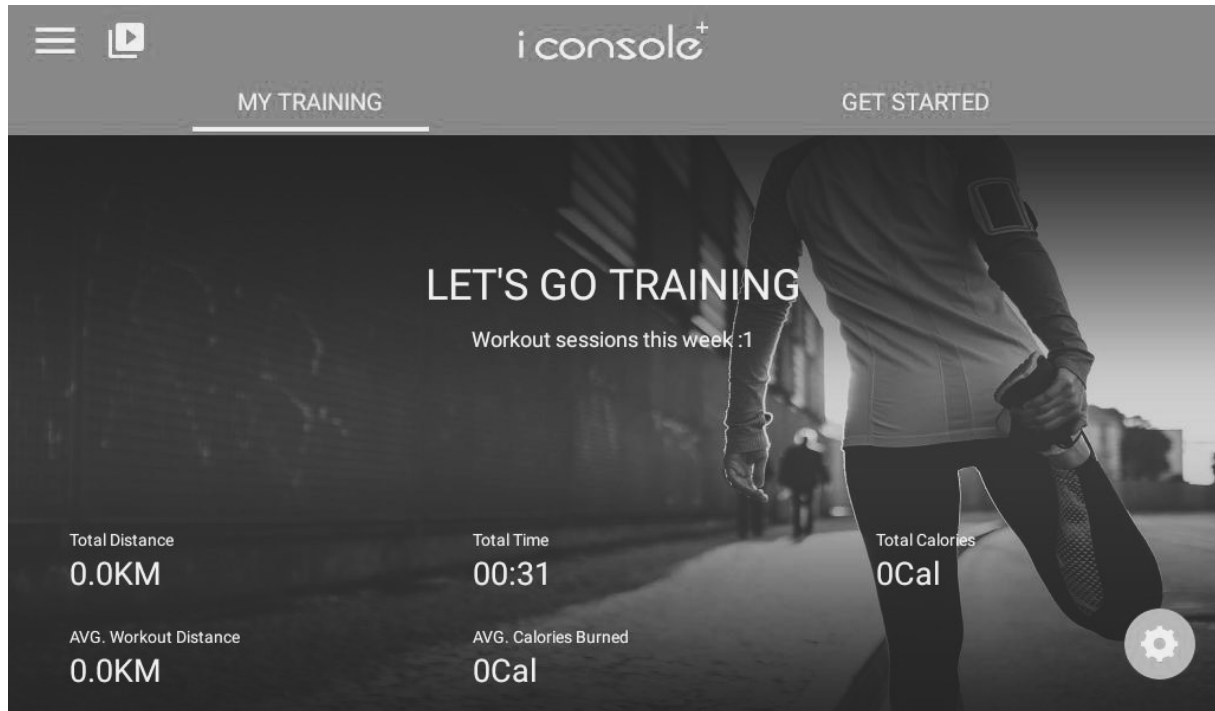 i console+
MY TRAINING
GET STARTED
LET'S GO TRAINING
Workout sessions this week :1
Total Distance
0.0KM
Total Time
00:31
Total Calories
0Cal
AVG. Workout Distance
0.0KM
AVG. Calories Burned
0Cal